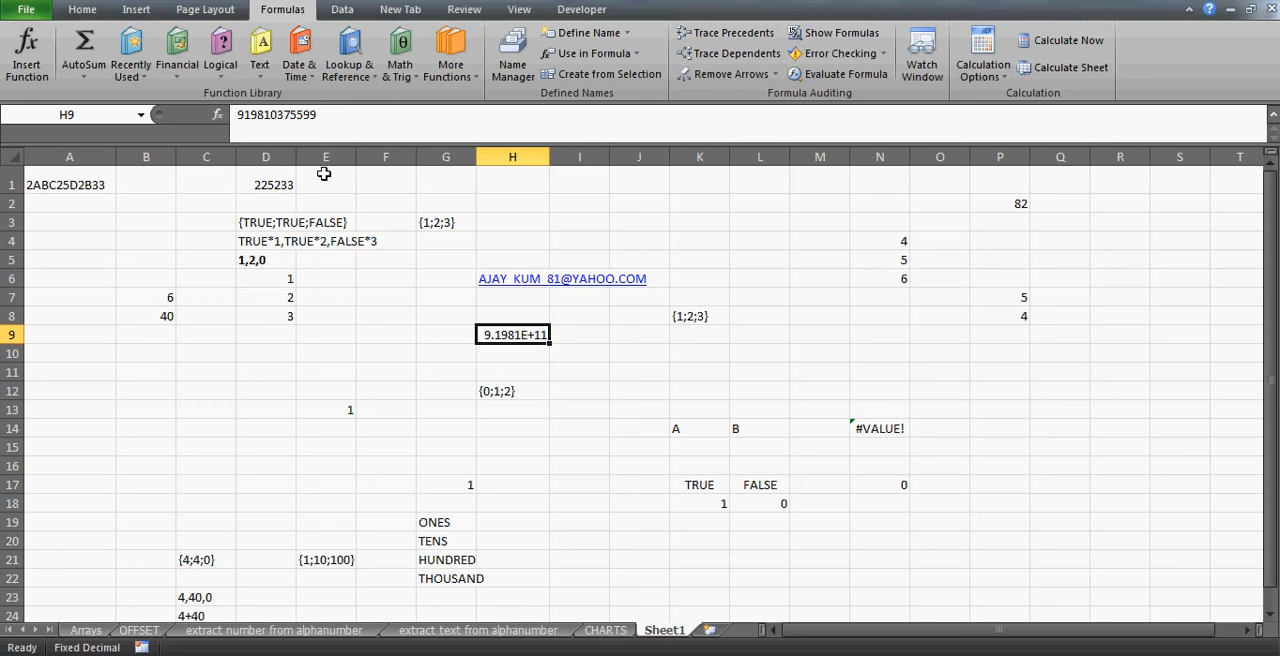 File Home Insert Page Layout Formulas Data New Tab Review View Developer
Insert Function AutoSum Recently Used Financial Logical Text Date & Time Lookup & Reference Math & Trig More Functions
Function Library
Name Manager Define Name Use in Formula Create from Selection
Defined Names
Trace Precedents Trace Dependents Remove Arrows Show Formulas Error Checking Evaluate Formula
Formula Auditing
Watch Window
Calculation Options Calculate Now Calculate Sheet
Calculation
H9 fx 919810375599
A B C D E F G H I J K L M N O P Q R S T
1 2ABC25D2B33 225233
2 82
3 {TRUE;TRUE;FALSE} {1;2;3}
4 TRUE*1,TRUE*2,FALSE*3 4
5 1,2,0 5
6 1 AJAY_KUM_81@YAHOO.COM 6
7 6 2 5
8 40 3 {1;2;3} 4
9 9.1981E+11
10
11
12 {0;1;2}
13 1
14 A B #VALUE!
15
16
17 1 TRUE FALSE 0
18 1 0
19 ONES
20 TENS
21 {4;4;0} {1;10;100} HUNDRED
22 THOUSAND
23 4,40,0
24 4+40
Arrays OFFSET extract number from alphanumber extract text from alphanumber CHARTS Sheet1
Ready Fixed Decimal